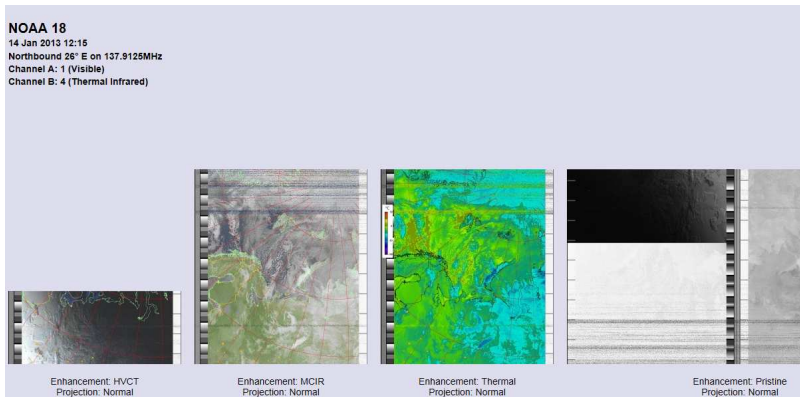 NOAA 18
14 Jan 2013 12:15
Northbound 26° E on 137.9125MHz
Channel A: 1 (Visible)
Channel B: 4 (Thermal Infrared)
Enhancement: HVCT
Projection: Normal
Enhancement: MCIR
Projection: Normal
Enhancement: Thermal
Projection: Normal
Enhancement: Pristine
Projection: Normal